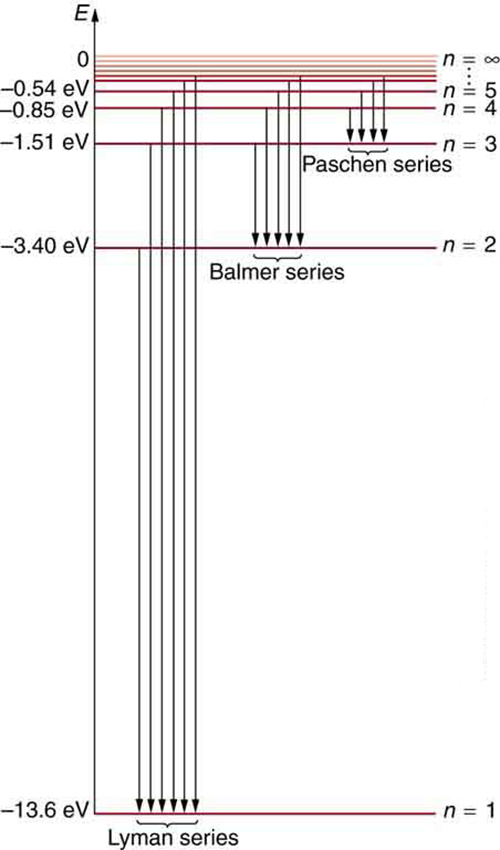 E
0
n = ∞
–0.54 eV
n = 5
–0.85 eV
n = 4
–1.51 eV
n = 3
Paschen series
–3.40 eV
n = 2
Balmer series
–13.6 eV
n = 1
Lyman series